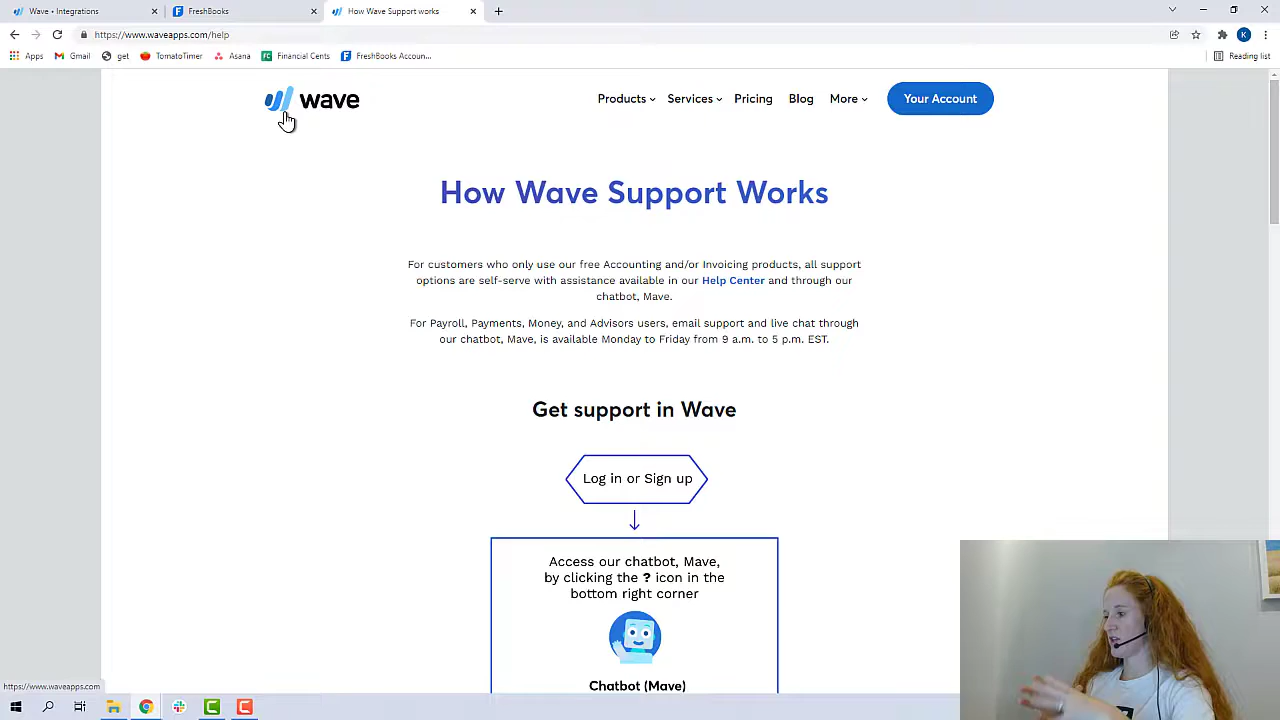 Wave • Integrations
FreshBooks
How Wave Support works
https://www.waveapps.com/help
K
Apps
Gmail
get
TomatoTimer
Asana
FC Financial Cents
FreshBooks Accoun...
Reading list
wave
Products
Services
Pricing
Blog
More
Your Account
How Wave Support Works
For customers who only use our free Accounting and/or Invoicing products, all support
options are self-serve with assistance available in our Help Center and through our
chatbot, Mave.
For Payroll, Payments, Money, and Advisors users, email support and live chat through
our chatbot, Mave, is available Monday to Friday from 9 a.m. to 5 p.m. EST.
Get support in Wave
Log in or Sign up
Access our chatbot, Mave,
by clicking the ? icon in the
bottom right corner
Chatbot (Mave)
https://www.waveapps.com